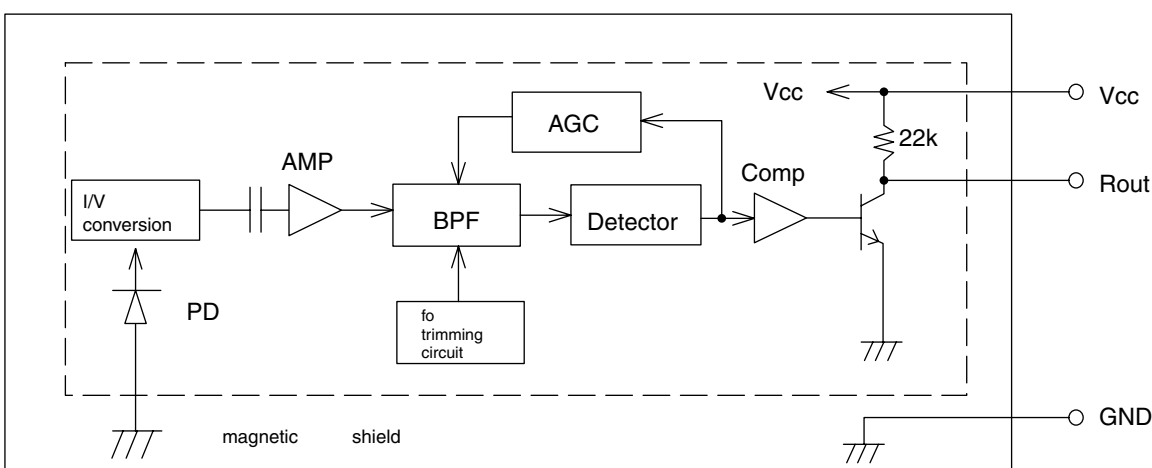 Vcc
Vcc
AGC
22k
AMP
Comp
Rout
I/V
conversion
BPF
Detector
PD
fo
trimming
circuit
GND
magnetic shield